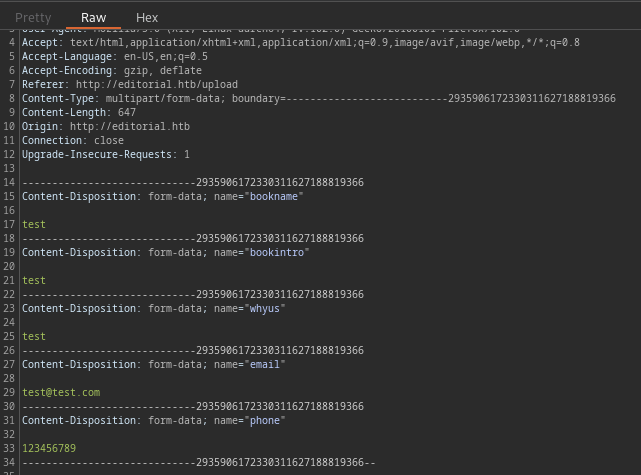 Pretty Raw Hex
4 Accept: text/html,application/xhtml+xml,application/xml;q=0.9,image/avif,image/webp,*/*;q=0.8
5 Accept-Language: en-US,en;q=0.5
6 Accept-Encoding: gzip, deflate
7 Referer: http://editorial.htb/upload
8 Content-Type: multipart/form-data; boundary=---------------------------2935906172330311627188819366
9 Content-Length: 647
10 Origin: http://editorial.htb
11 Connection: close
12 Upgrade-Insecure-Requests: 1
13
14 -----------------------------2935906172330311627188819366
15 Content-Disposition: form-data; name="bookname"
16
17 test
18 -----------------------------2935906172330311627188819366
19 Content-Disposition: form-data; name="bookintro"
20
21 test
22 -----------------------------2935906172330311627188819366
23 Content-Disposition: form-data; name="whyus"
24
25 test
26 -----------------------------2935906172330311627188819366
27 Content-Disposition: form-data; name="email"
28
29 test@test.com
30 -----------------------------2935906172330311627188819366
31 Content-Disposition: form-data; name="phone"
32
33 123456789
34 -----------------------------2935906172330311627188819366--